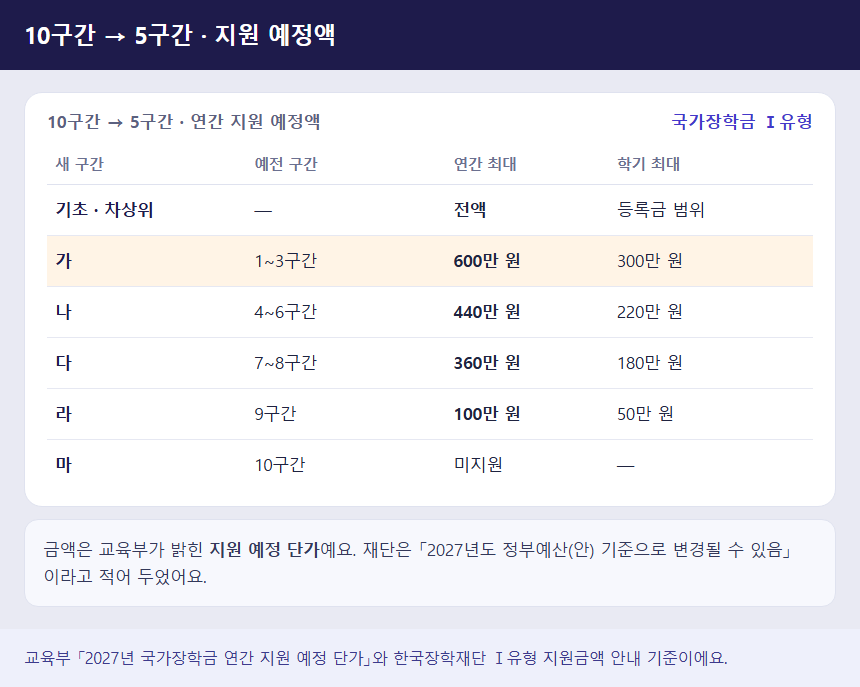 10구간 → 5구간 · 지원 예정액
10구간 → 5구간 · 연간 지원 예정액 국가장학금 Ⅰ유형
새 구간 예전 구간 연간 최대 학기 최대
기초 · 차상위 — 전액 등록금 범위
가 1~3구간 600만 원 300만 원
나 4~6구간 440만 원 220만 원
다 7~8구간 360만 원 180만 원
라 9구간 100만 원 50만 원
마 10구간 미지원 —
금액은 교육부가 밝힌 지원 예정 단가예요. 재단은 「2027년도 정부예산(안) 기준으로 변경될 수 있음」
이라고 적어 두었어요.
교육부 「2027년 국가장학금 연간 지원 예정 단가」와 한국장학재단 Ⅰ유형 지원금액 안내 기준이에요.